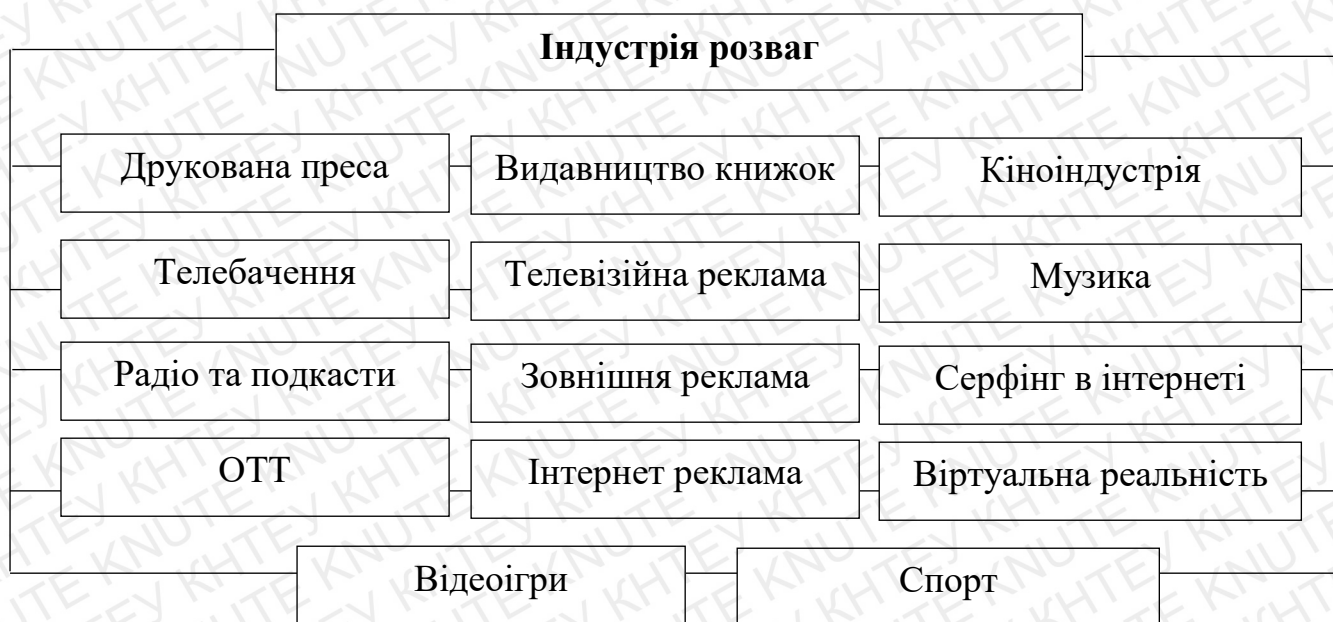 Індустрія розваг
Друкована преса
Видавництво книжок
Кіноіндустрія
Телебачення
Телевізійна реклама
Музика
Радіо та подкасти
Зовнішня реклама
Серфінг в інтернеті
ОТТ
Інтернет реклама
Віртуальна реальність
Відеоігри
Спорт